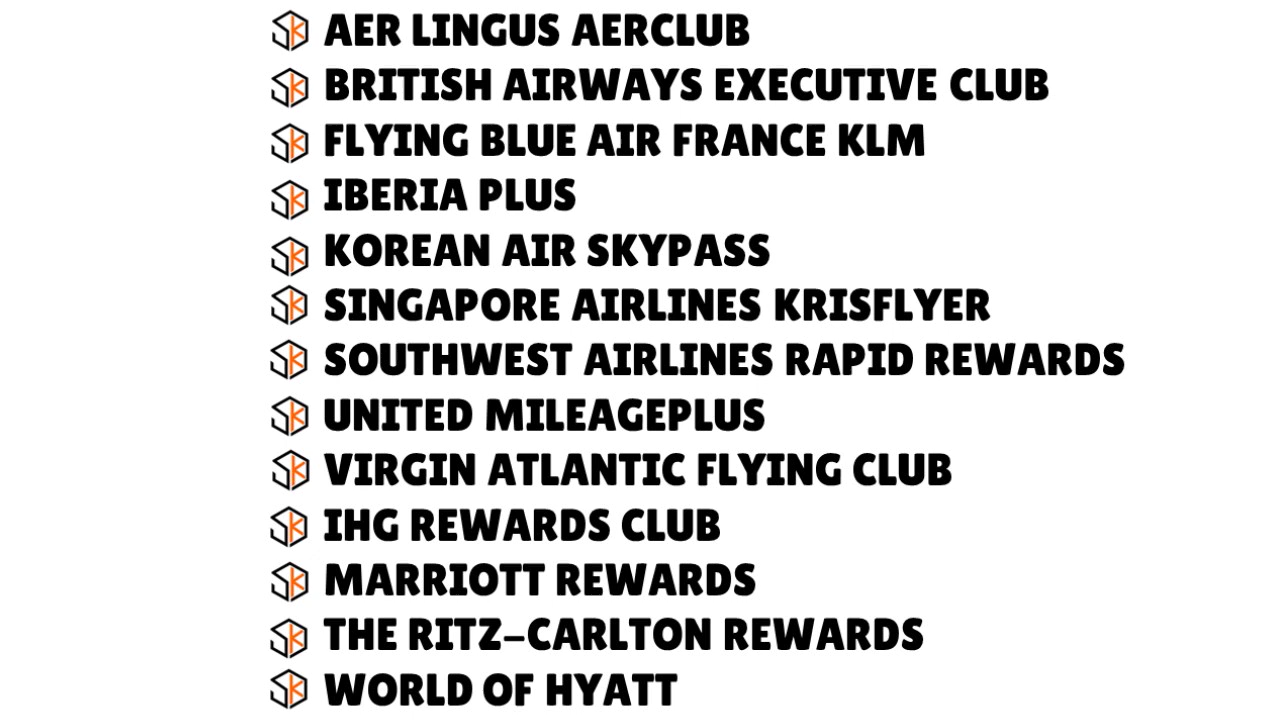 AER LINGUS AERCLUB
BRITISH AIRWAYS EXECUTIVE CLUB
FLYING BLUE AIR FRANCE KLM
IBERIA PLUS
KOREAN AIR SKYPASS
SINGAPORE AIRLINES KRISFLYER
SOUTHWEST AIRLINES RAPID REWARDS
UNITED MILEAGEPLUS
VIRGIN ATLANTIC FLYING CLUB
IHG REWARDS CLUB
MARRIOTT REWARDS
THE RITZ–CARLTON REWARDS
WORLD OF HYATT